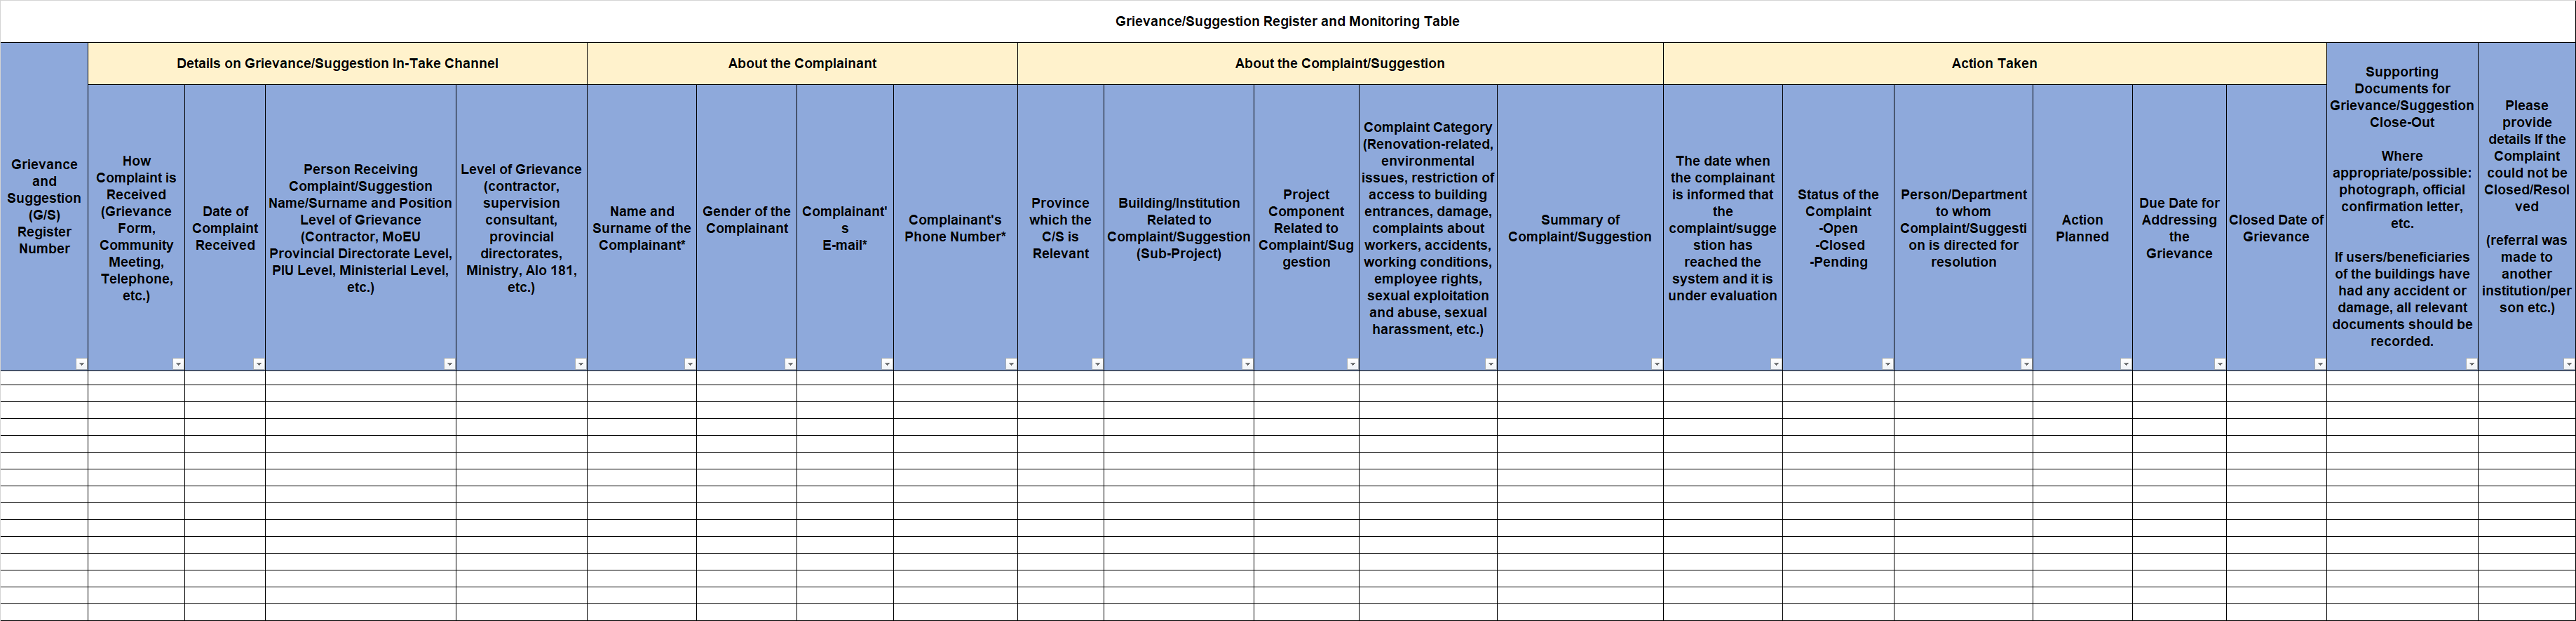 Grievance/Suggestion Register and Monitoring Table
Details on Grievance/Suggestion In-Take Channel
About the Complainant
About the Complaint/Suggestion
Action Taken
Grievance
and
Suggestion
(G/S)
Register
Number
How
Complaint is
Received
(Grievance
Form,
Community
Meeting,
Telephone,
etc.)
Date of
Complaint
Received
Person Receiving
Complaint/Suggestion
Name/Surname and Position
Level of Grievance
(Contractor, MoEU
Provincial Directorate Level,
PIU Level, Ministerial Level,
etc.)
Level of Grievance
(contractor,
supervision
consultant,
provincial
directorates,
Ministry, Alo 181,
etc.)
Name and
Surname of the
Complainant*
Gender of the
Complainant
Complainant'
s
E-mail*
Complainant's
Phone Number*
Province
which the
C/S is
Relevant
Building/Institution
Related to
Complaint/Suggestion
(Sub-Project)
Project
Component
Related to
Complaint/Sug
gestion
Complaint Category
(Renovation-related,
environmental
issues, restriction of
access to building
entrances, damage,
complaints about
workers, accidents,
working conditions,
employee rights,
sexual exploitation
and abuse, sexual
harassment, etc.)
Summary of
Complaint/Suggestion
The date when
the complainant
is informed that
the
complaint/sugge
stion has
reached the
system and it is
under evaluation
Status of the
Complaint
-Open
-Closed
-Pending
Person/Department
to whom
Complaint/Suggesti
on is directed for
resolution
Action
Planned
Due Date for
Addressing
the
Grievance
Closed Date of
Grievance
Supporting
Documents for
Grievance/Suggestion
Close-Out
Where
appropriate/possible:
photograph, official
confirmation letter,
etc.
If users/beneficiaries
of the buildings have
had any accident or
damage, all relevant
documents should be
recorded.
Please
provide
details If the
Complaint
could not be
Closed/Resol
ved
(referral was
made to
another
institution/per
son etc.)